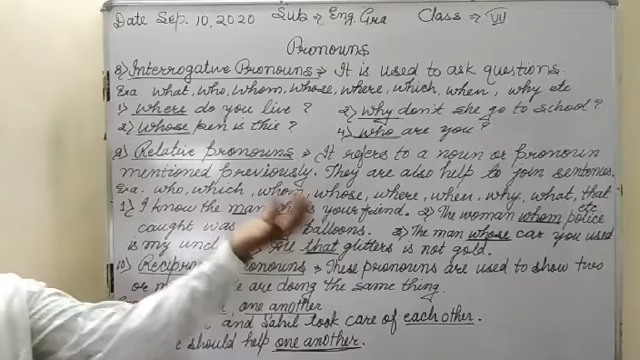 Date Sep. 10, 2020 Sub ⇒ Eng. Gra Class ⇒ VII
Pronouns
8) Interrogative Pronouns ⇒ It is used to ask questions.
Exa. what, who, whom, whose, where, which, when, why etc
1) where do you live? 2) Why don't she go to school?
3) whose pen is this? 4) who are you?
9) Relative pronouns ⇒ It refers to a noun or pronoun
mentioned previously. They are also help to join sentences.
Exa. who, which, whom, whose, where, when, why, what, that etc
1) I know the man is your friend. 2) The woman whom police
caught was balloons. 3) The man whose car you used
is my that glitters is not gold.
10) Pronouns ⇒ These pronouns are used to show two
or are doing the same thing.
one another
and Sahil took care of each other.
should help one another.